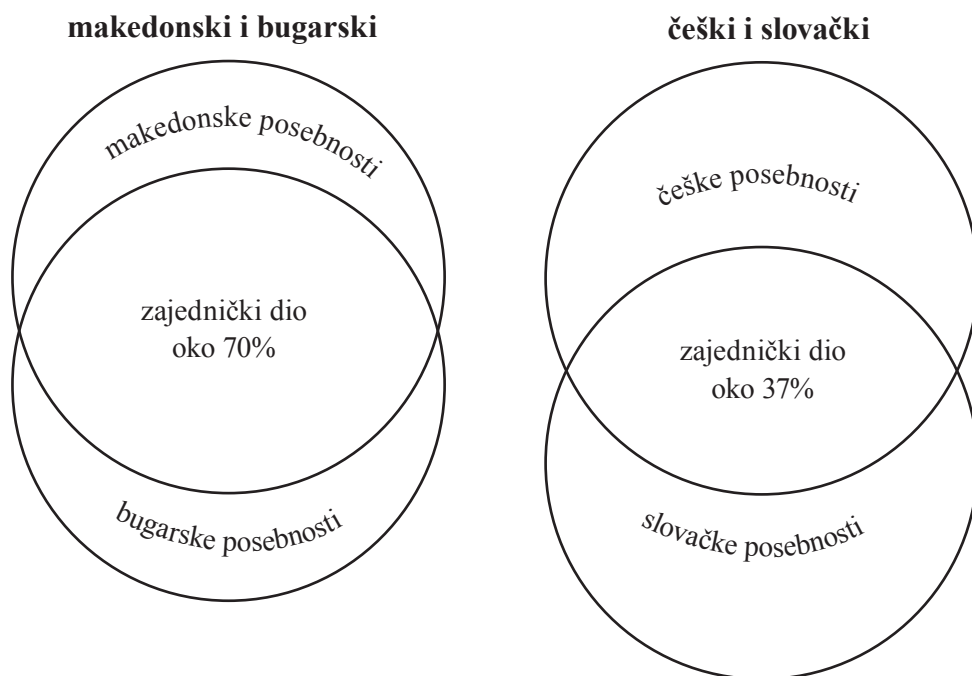 makedonski i bugarski
makedonske posebnosti
zajednički dio
oko 70%
bugarske posebnosti
češki i slovački
češke posebnosti
zajednički dio
oko 37%
slovačke posebnosti